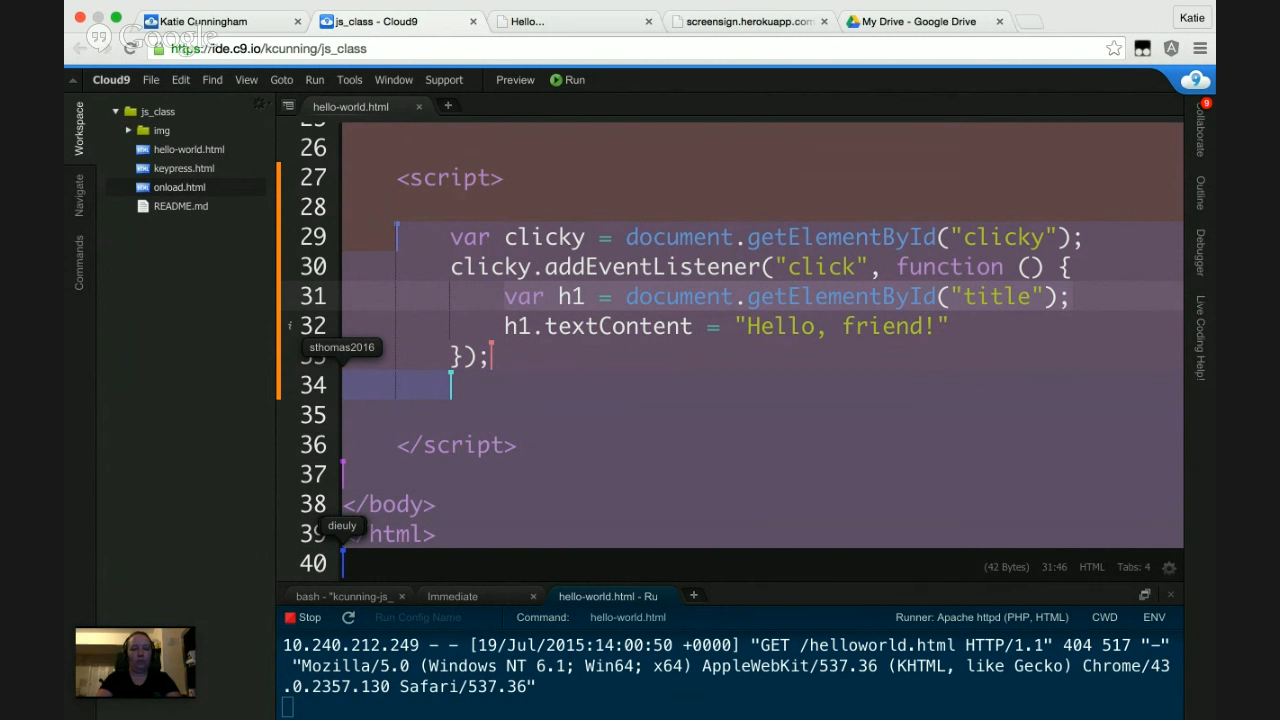 Katie Cunningham
js_class - Cloud9
Hello...
screensign.herokuapp.com
My Drive - Google Drive
Katie
Google
https://ide.c9.io/kcunning/js_class
Cloud9 File Edit Find View Goto Run Tools Window Support Preview Run
hello-world.html
9
Workspace
Navigate
Commands
js_class
img
hello-world.html
keypress.html
onload.html
README.md
26
27 <script>
28
29 var clicky = document.getElementById("clicky");
30 clicky.addEventListener("click", function () {
31 var h1 = document.getElementById("title");
32 h1.textContent = "Hello, friend!"
sthomas2016
});
34
35
36 </script>
37
38 </body>
dieuly
html>
40
(42 Bytes) 31:46 HTML Tabs: 4
Collaborate
Outline
Debugger
Live Coding Help!
bash - "kcunning-js_
Immediate
hello-world.html - Ru
Stop Run Config Name Command: hello-world.html Runner: Apache httpd (PHP, HTML) CWD ENV
10.240.212.249 - - [19/Jul/2015:14:00:50 +0000] "GET /helloworld.html HTTP/1.1" 404 517 "-"
"Mozilla/5.0 (Windows NT 6.1; Win64; x64) AppleWebKit/537.36 (KHTML, like Gecko) Chrome/43
.0.2357.130 Safari/537.36"